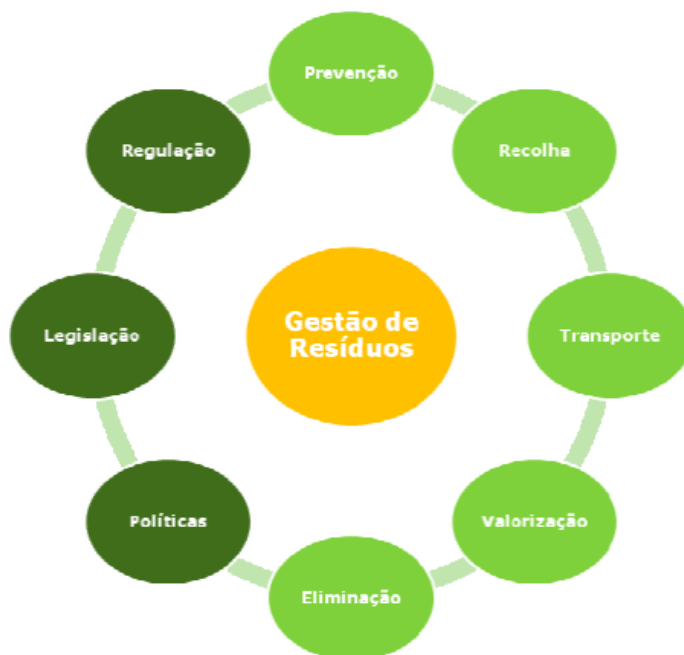 Prevenção
Regulação
Recolha
Legislação
Gestão de
Resíduos
Transporte
Políticas
Valorização
Eliminação